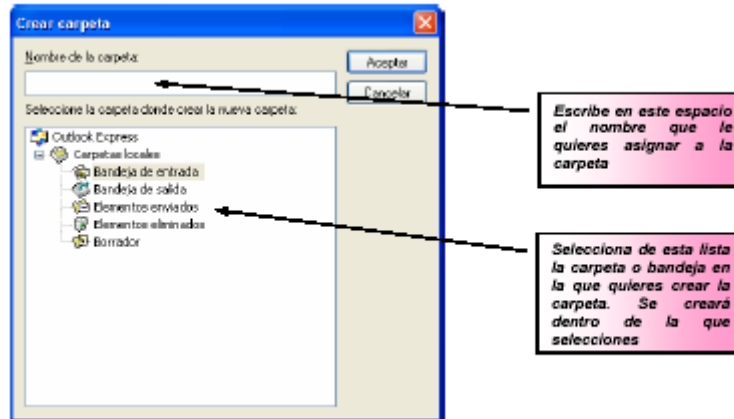 Crear carpeta
Nombre de la carpeta:
Aceptar
Cancelar
Seleccione la carpeta donde crear la nueva carpeta:
Outlook Express
Carpetas locales
Bandeja de entrada
Bandeja de salida
Elementos enviados
Elementos eliminados
Borrador
Escribe en este espacio
el nombre que le
quieres asignar a la
carpeta
Selecciona de esta lista
la carpeta o bandeja en
la que quieres crear la
carpeta. Se creará
dentro de la que
selecciones